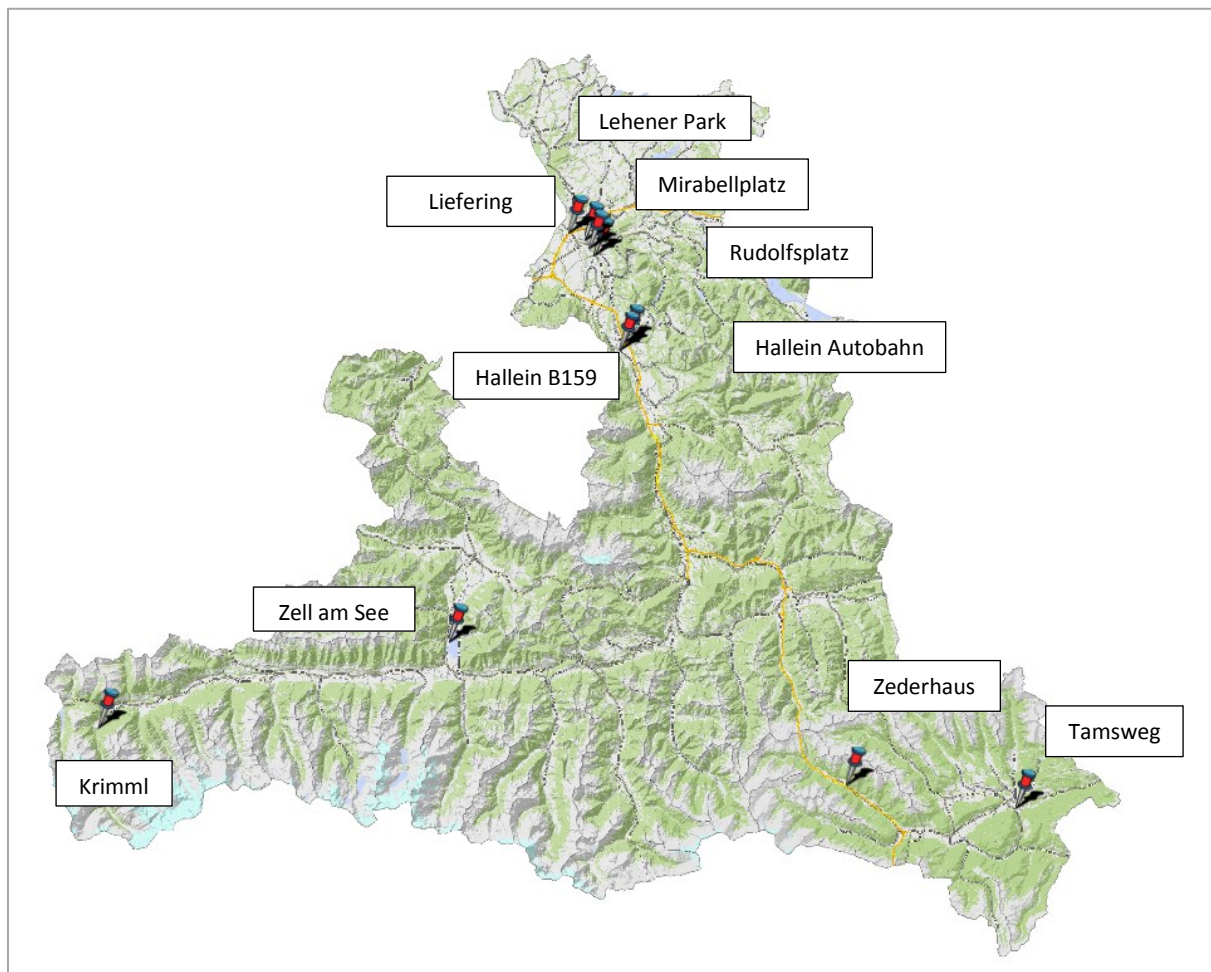 Lehener Park
Mirabellplatz
Liefering
Rudolfsplatz
Hallein Autobahn
Hallein B159
Zell am See
Zederhaus
Tamsweg
Krimml